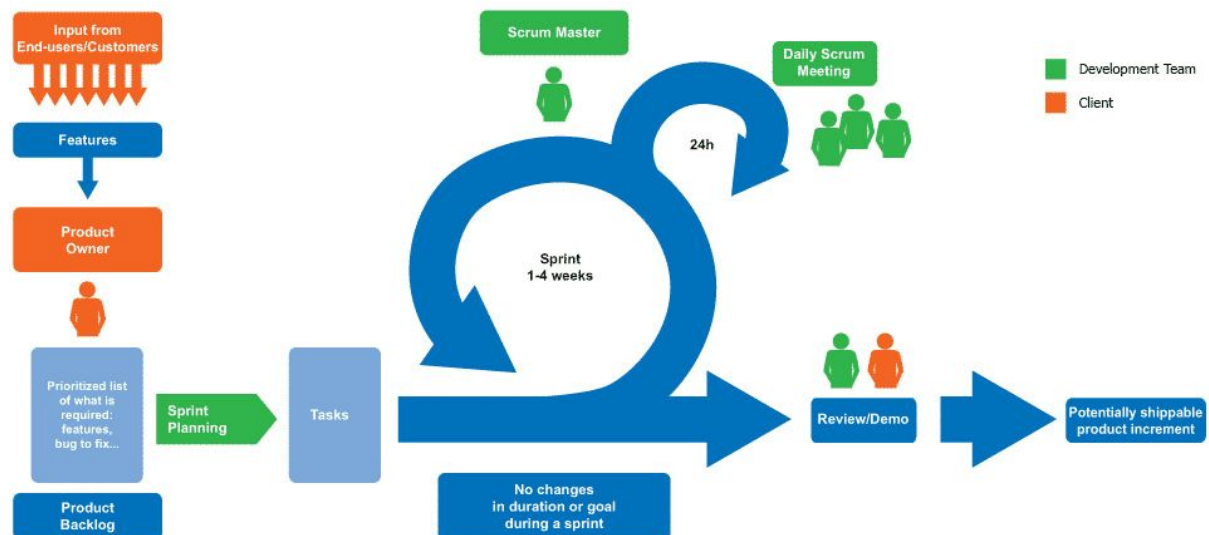 Input from
End-users/Customers
Features
Product
Owner
Prioritized list
of what is
required:
features,
bug to fix...
Product
Backlog
Sprint
Planning
Tasks
Scrum Master
Daily Scrum
Meeting
24h
Sprint
1-4 weeks
No changes
in duration or goal
during a sprint
Review/Demo
Potentially shippable
product increment
Development Team
Client